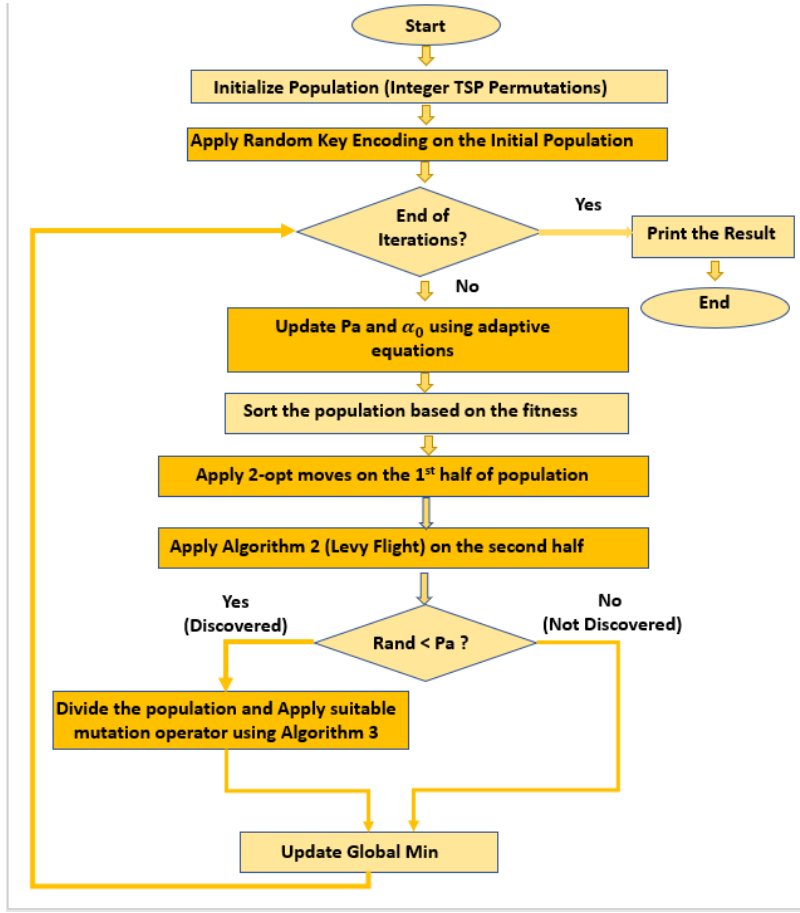 Start
Initialize Population (Integer TSP Permutations)
Apply Random Key Encoding on the Initial Population
End of
Iterations?
Yes
Print the Result
End
No
Update Pa and α₀ using adaptive
equations
Sort the population based on the fitness
Apply 2-opt moves on the 1st half of population
Apply Algorithm 2 (Levy Flight) on the second half
Yes
(Discovered)
No
(Not Discovered)
Rand < Pa ?
Divide the population and Apply suitable
mutation operator using Algorithm 3
Update Global Min